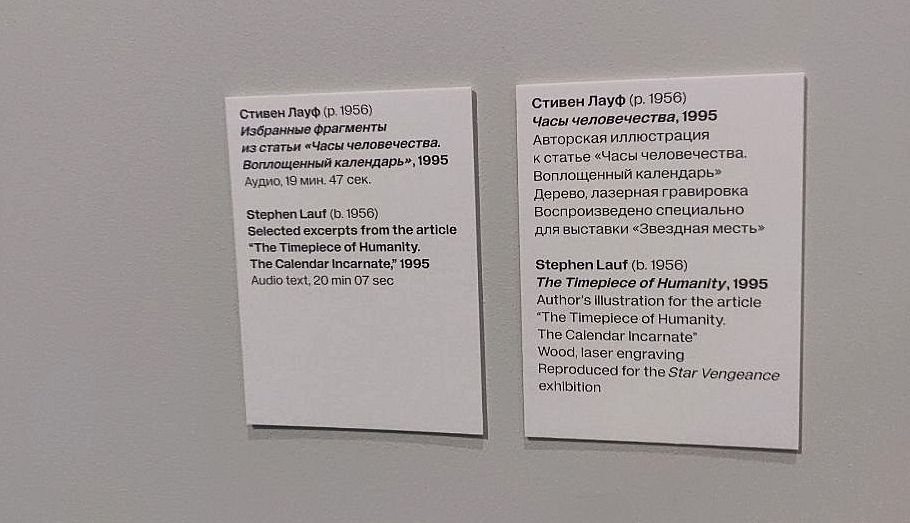 Стивен Лауф (р. 1956)
Избранные фрагменты
из статьи «Часы человечества.
Воплощенный календарь», 1995
Аудио, 19 мин. 47 сек.
Stephen Lauf (b. 1956)
Selected excerpts from the article
“The Timepiece of Humanity.
The Calendar Incarnate,” 1995
Audio text, 20 min 07 sec
Стивен Лауф (р. 1956)
Часы человечества, 1995
Авторская иллюстрация
к статье «Часы человечества.
Воплощенный календарь»
Дерево, лазерная гравировка
Воспроизведено специально
для выставки «Звездная месть»
Stephen Lauf (b. 1956)
The Timepiece of Humanity, 1995
Author's illustration for the article
“The Timepiece of Humanity.
The Calendar Incarnate”
Wood, laser engraving
Reproduced for the Star Vengeance
exhibition